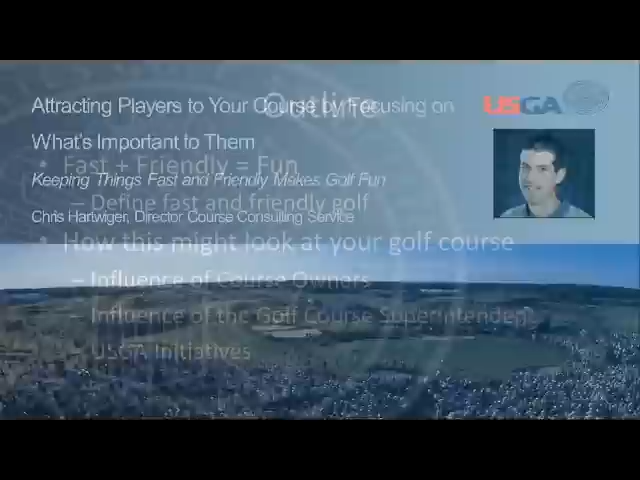 Attracting Players to Your Course by Focusing on
What's Important to Them
Keeping Things Fast and Friendly Makes Golf Fun
Chris Hartwiger, Director Course Consulting Service
USGA
Outline
• Fast + Friendly = Fun
– Define fast and friendly golf
• How this might look at your golf course
– Influence of Course Owners
Influence of the Golf Course Superintendent
USGA Initiatives